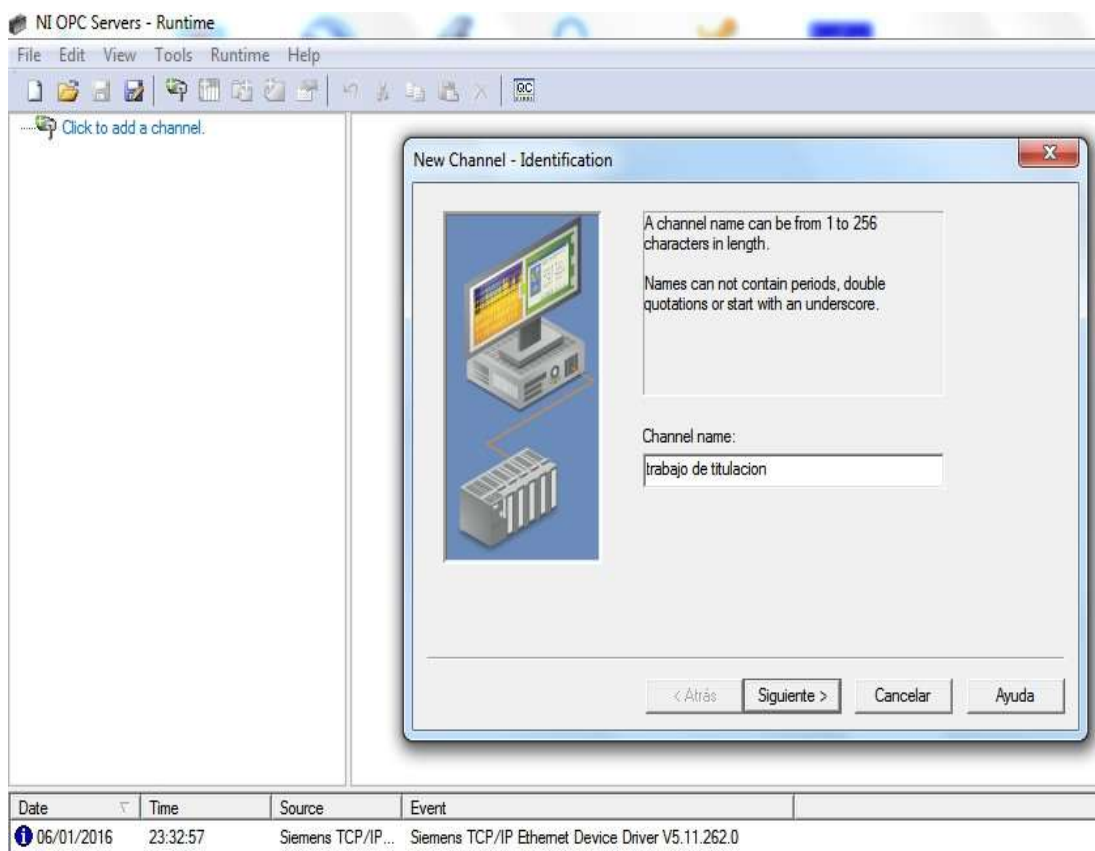 NI OPC Servers - Runtime
File Edit View Tools Runtime Help
Click to add a channel.
New Channel - Identification
A channel name can be from 1 to 256
characters in length.
Names can not contain periods, double
quotations or start with an underscore.
Channel name:
trabajo de titulacion
< Atrás Siguiente > Cancelar Ayuda
Date Time Source Event
06/01/2016 23:32:57 Siemens TCP/IP... Siemens TCP/IP Ethernet Device Driver V5.11.262.0